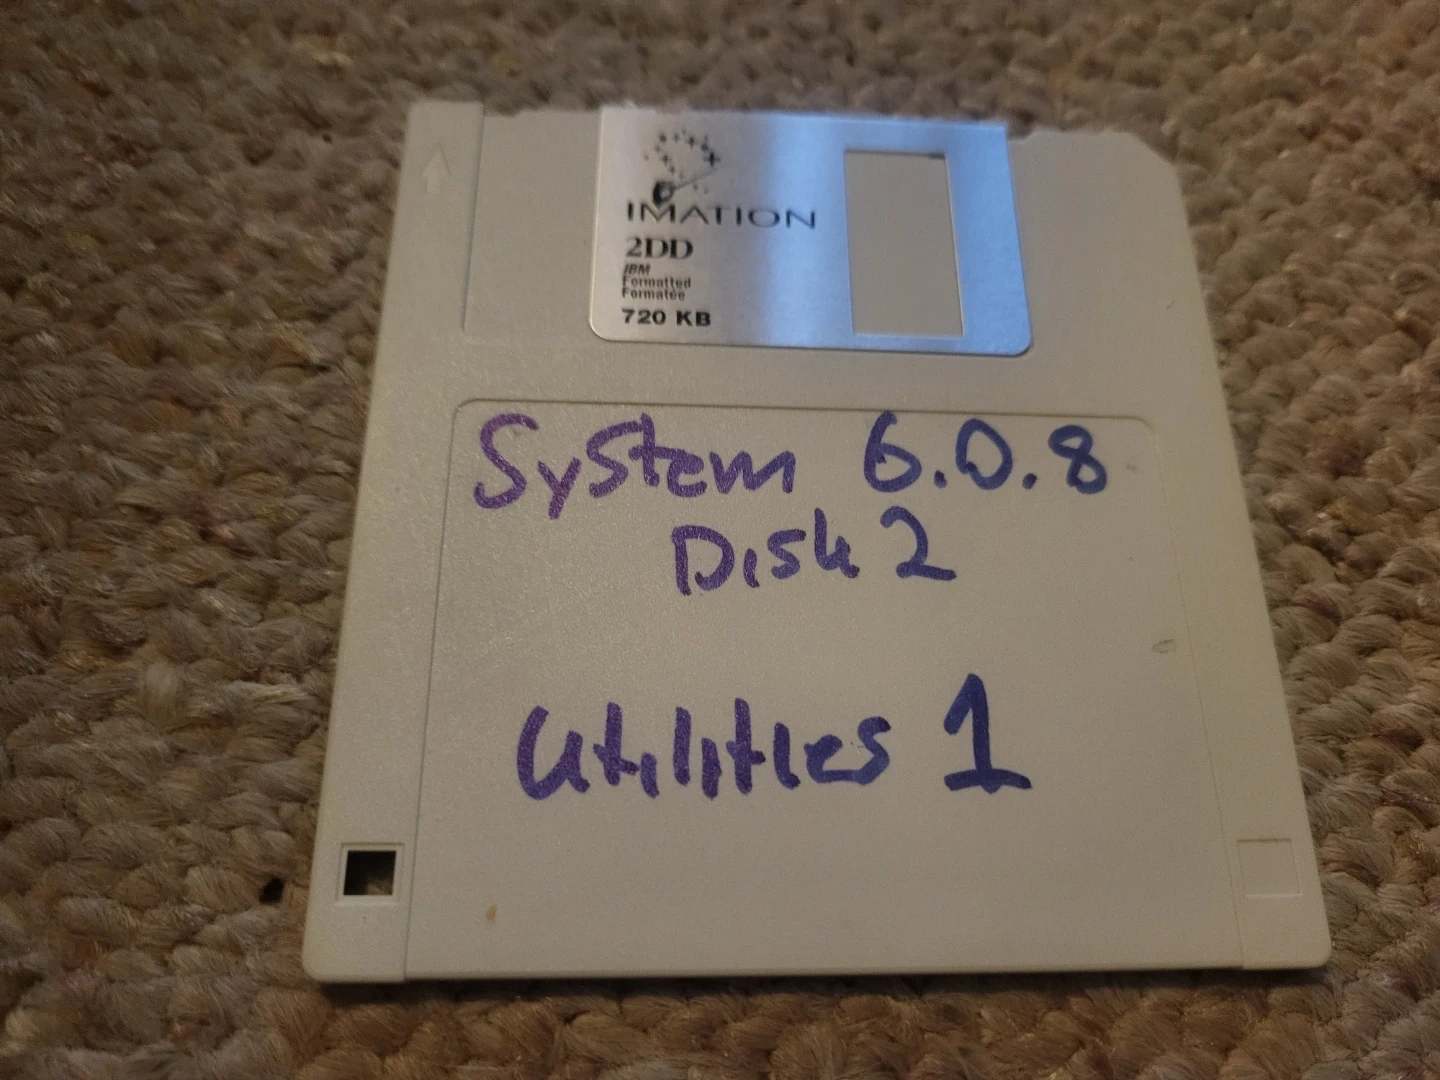 IMATION
2DD
IBM
Formatted
Formatée
720 KB
System 6.0.8
Disk 2
Utilities 1